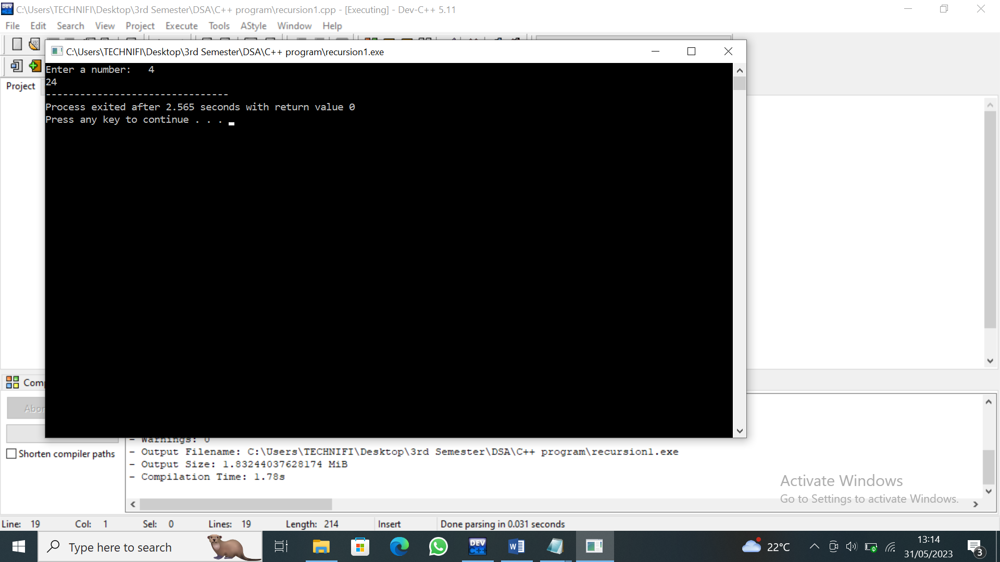 C:\Users\TECHNIFI\Desktop\3rd Semester\DSA\C++ program\recursion1.cpp - [Executing] - Dev-C++ 5.11
File Edit Search View Project Execute Tools AStyle Window Help
C:\Users\TECHNIFI\Desktop\3rd Semester\DSA\C++ program\recursion1.exe
Enter a number:   4
24
--------------------------------
Process exited after 2.565 seconds with return value 0
Press any key to continue . . .
Project
Comp
Abor
Shorten compiler paths
- Warnings: 0
- Output Filename: C:\Users\TECHNIFI\Desktop\3rd Semester\DSA\C++ program\recursion1.exe
- Output Size: 1.83244037628174 MiB
- Compilation Time: 1.78s
Activate Windows
Go to Settings to activate Windows.
Line: 19 Col: 1 Sel: 0 Lines: 19 Length: 214 Insert Done parsing in 0.031 seconds
Type here to search
DEV C++
W
22°C
13:14
31/05/2023
3